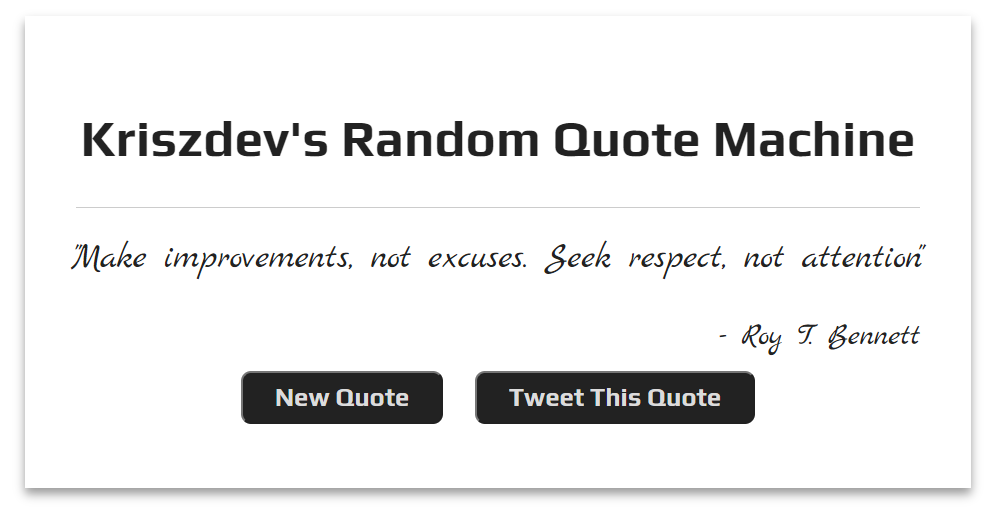 Kriszdev's Random Quote Machine
"Make improvements, not excuses. Seek respect, not attention"
- Roy T. Bennett
New Quote
Tweet This Quote